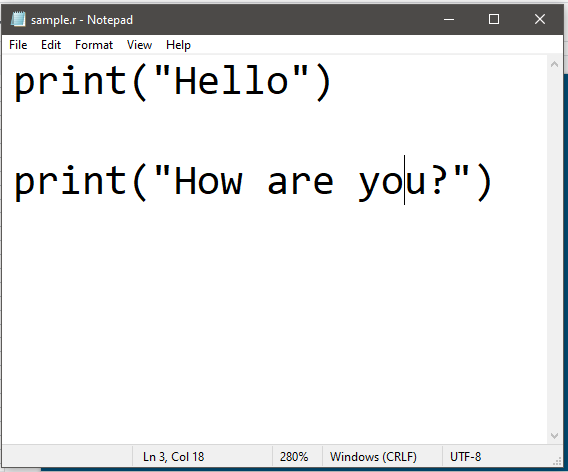 sample.r - Notepad
File Edit Format View Help
print("Hello")
print("How are you?")
Ln 3, Col 18 280% Windows (CRLF) UTF-8